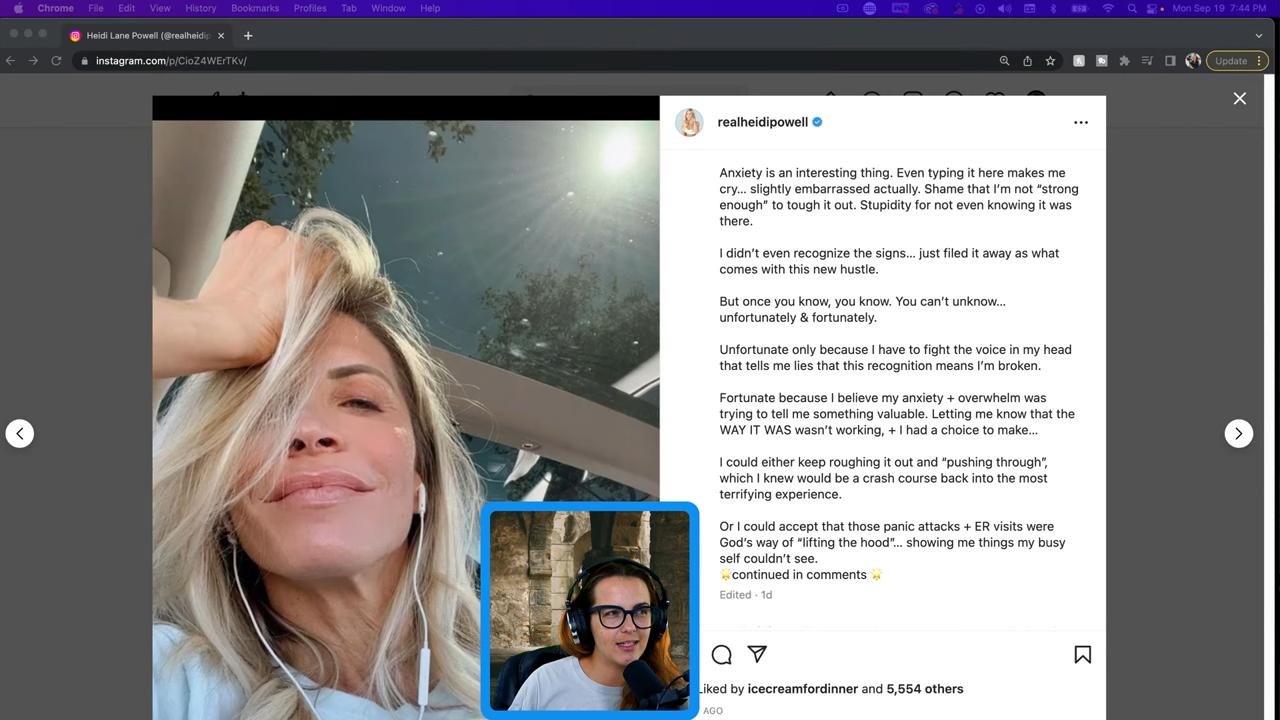 Chrome File Edit View History Bookmarks Profiles Tab Window Help
Mon Sep 19 7:44 PM
Heidi Lane Powell (@realheidip
instagram.com/p/CioZ4WErTKv/
Update
realheidipowell
Anxiety is an interesting thing. Even typing it here makes me
cry... slightly embarrassed actually. Shame that I’m not “strong
enough” to tough it out. Stupidity for not even knowing it was
there.
I didn’t even recognize the signs... just filed it away as what
comes with this new hustle.
But once you know, you know. You can’t unknow...
unfortunately & fortunately.
Unfortunate only because I have to fight the voice in my head
that tells me lies that this recognition means I’m broken.
Fortunate because I believe my anxiety + overwhelm was
trying to tell me something valuable. Letting me know that the
WAY IT WAS wasn’t working, + I had a choice to make...
I could either keep roughing it out and “pushing through”,
which I knew would be a crash course back into the most
terrifying experience.
Or I could accept that those panic attacks + ER visits were
God’s way of “lifting the hood”... showing me things my busy
self couldn’t see.
🌟continued in comments 🌟
Edited · 1d
Liked by icecreamfordinner and 5,554 others
AGO